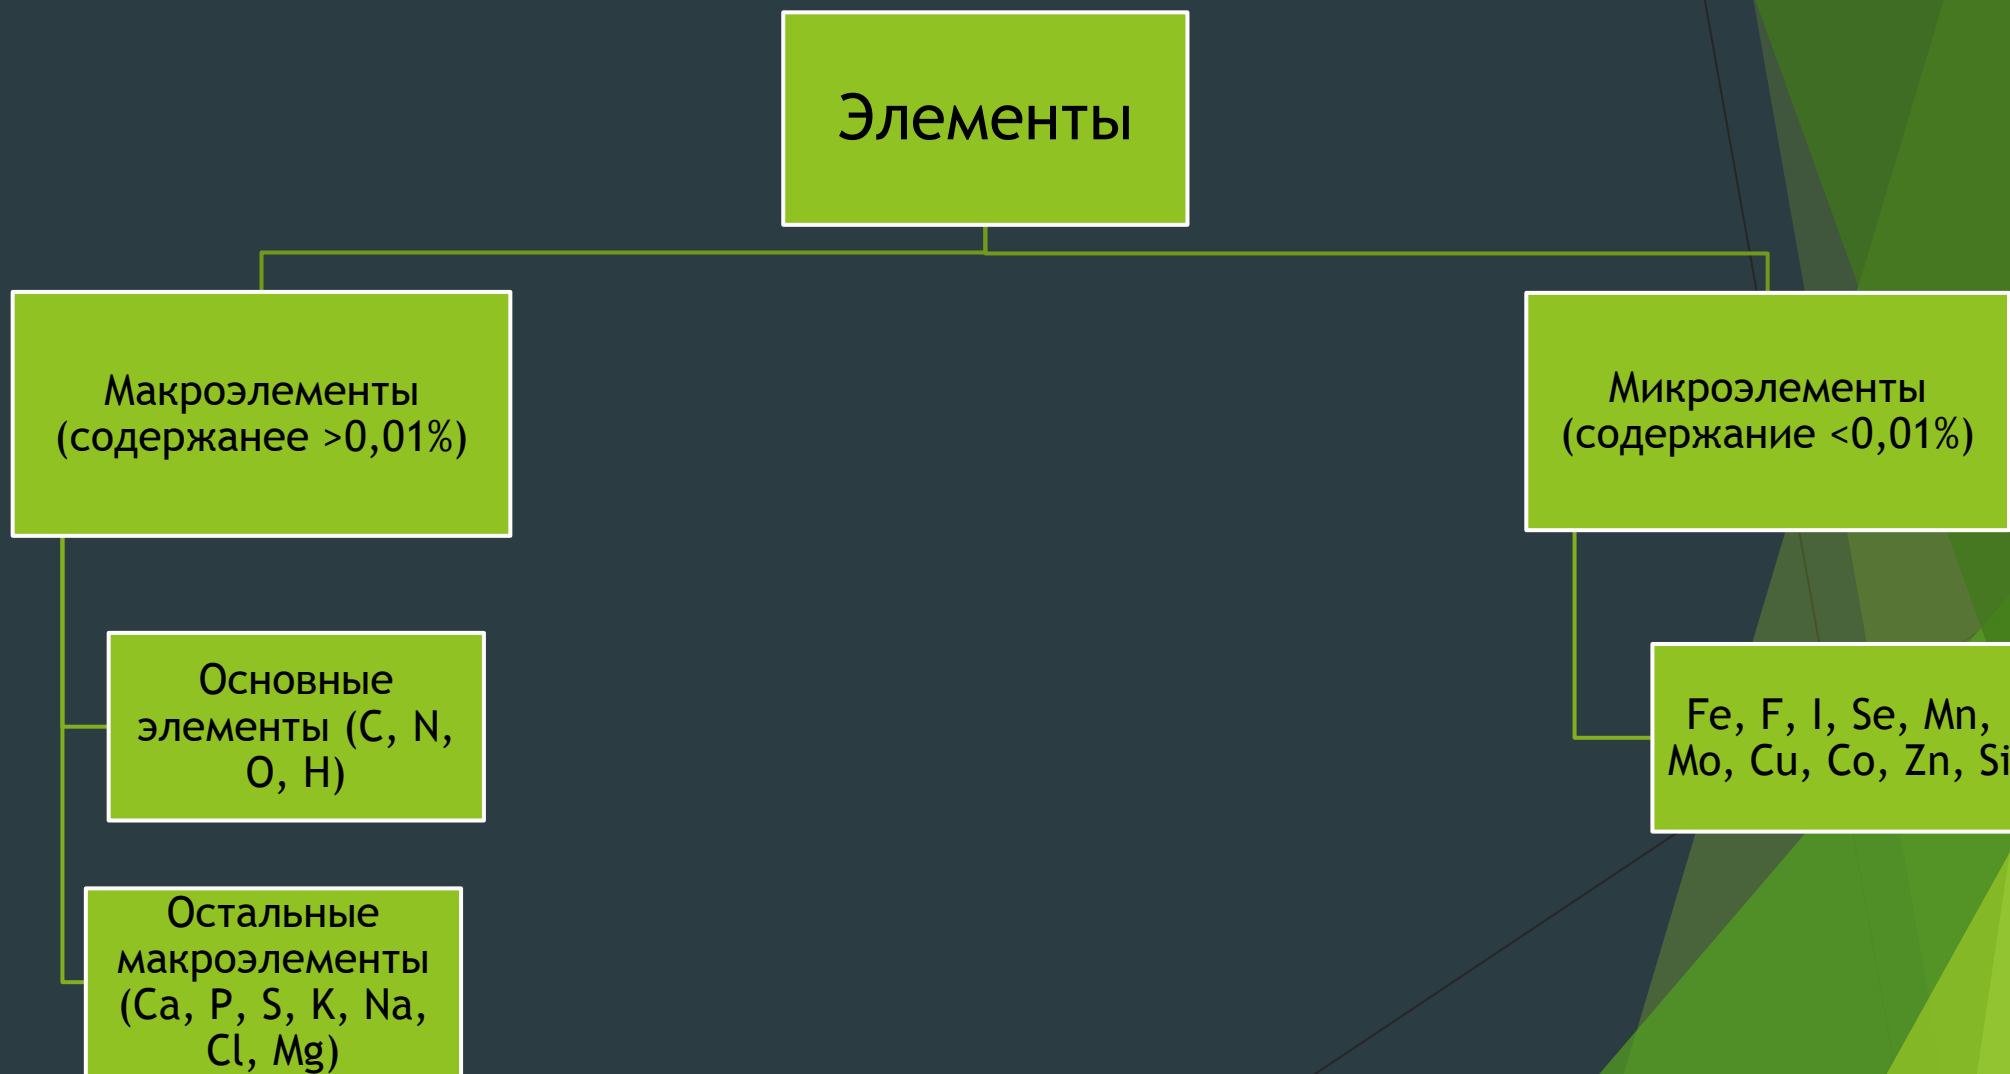 Элементы
Макроэлементы
(содержанее >0,01%)
Микроэлементы
(содержание <0,01%)
Основные
элементы (C, N,
O, H)
Fe, F, I, Se, Mn,
Mo, Cu, Co, Zn, Si
Остальные
макроэлементы
(Ca, P, S, K, Na,
Cl, Mg)